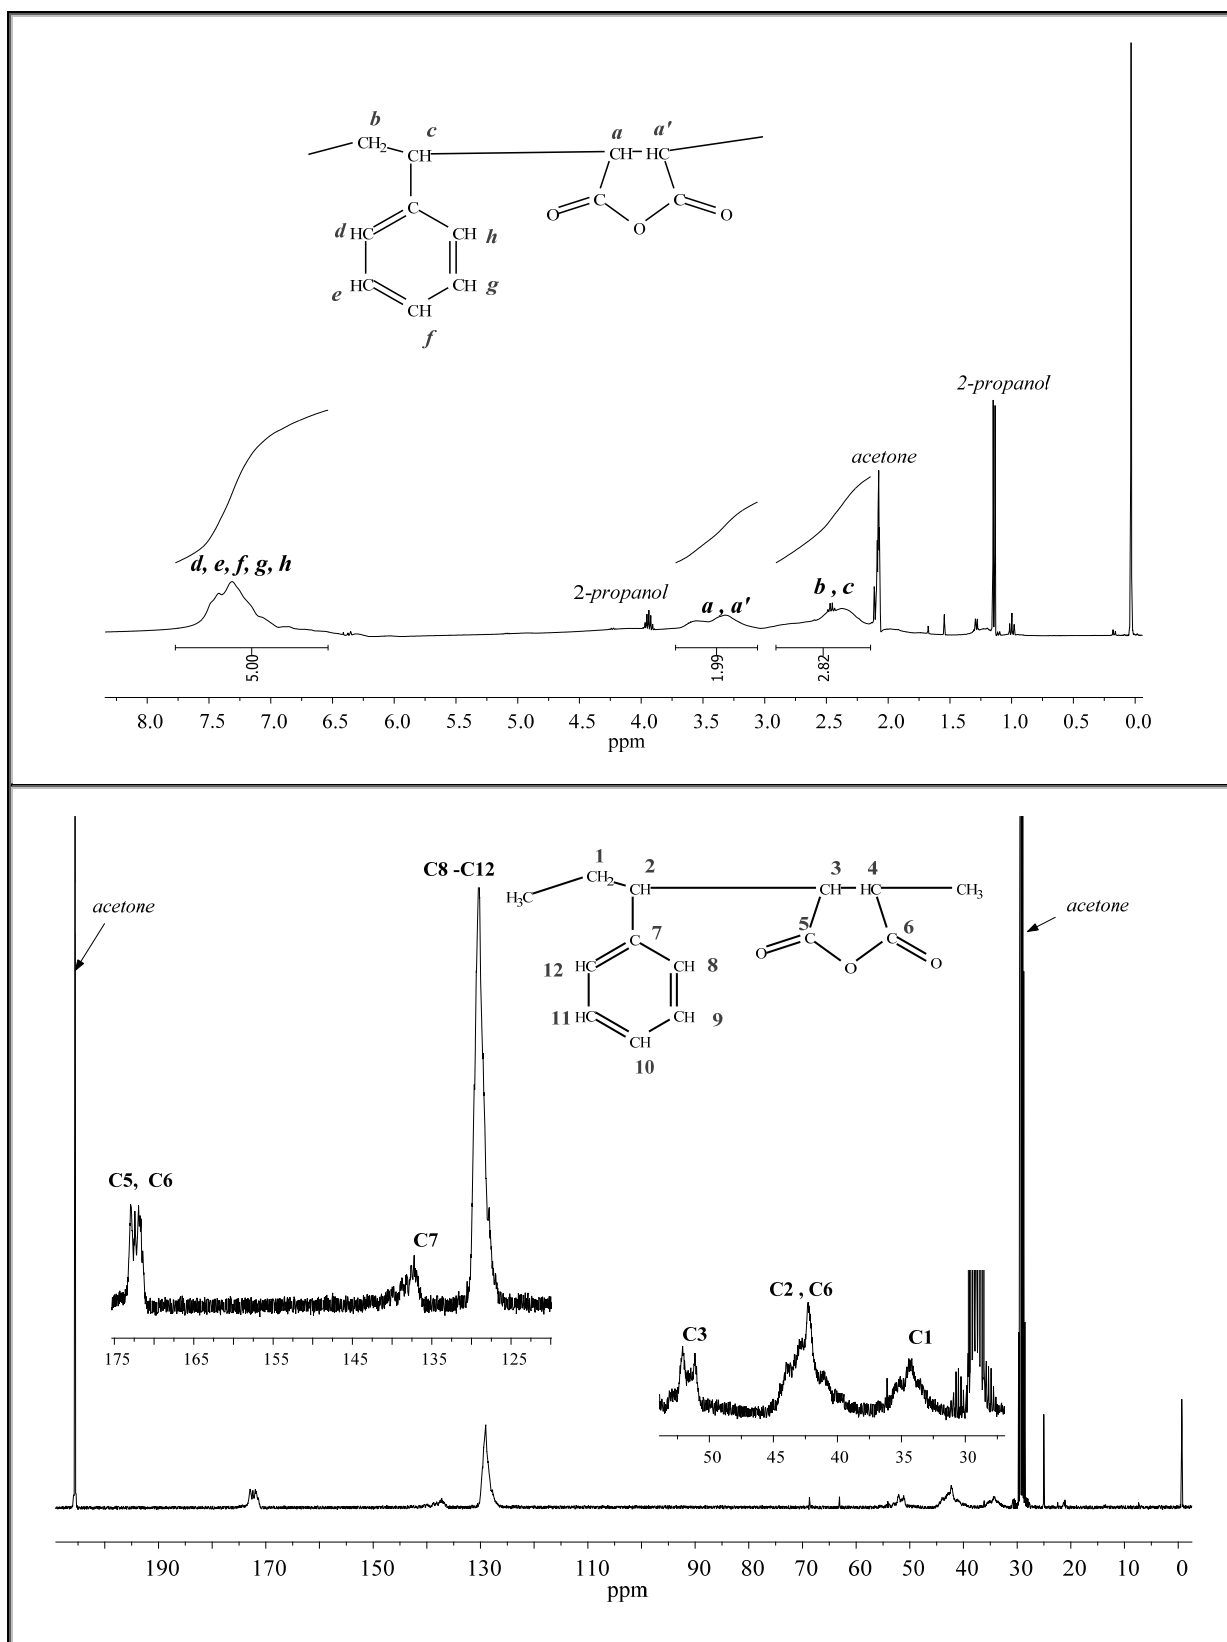 b
c
a
a'
CH2
CH
CH
HC
C
C
C
O
O
O
d
HC
CH
h
e
HC
CH
g
CH
f
2-propanol
acetone
d, e, f, g, h
2-propanol
a , a'
b , c
5.00
1.99
2.82
8.0 7.5 7.0 6.5 6.0 5.5 5.0 4.5 4.0 3.5 3.0 2.5 2.0 1.5 1.0 0.5 0.0
ppm
C8 -C12
1
2
3
4
H3C
CH2
CH
CH
HC
CH3
acetone
acetone
7
C
5
C
C
6
O
O
O
12
HC
CH
8
11
HC
CH
9
CH
10
C5, C6
C7
175 165 155 145 135 125
C2 , C6
C3
C1
50 45 40 35 30
190 170 150 130 110 90 80 70 60 50 40 30 20 10 0
ppm